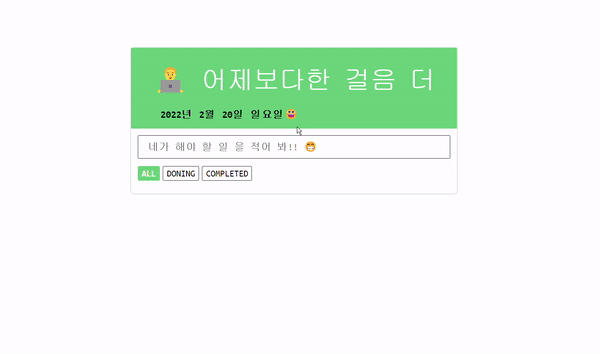 👨‍💻 어제보다한 걸음 더
2022년 2월 20일 일요일
네가 해야 할 일 을 적어 봐!! 😁
ALL DONING COMPLETED